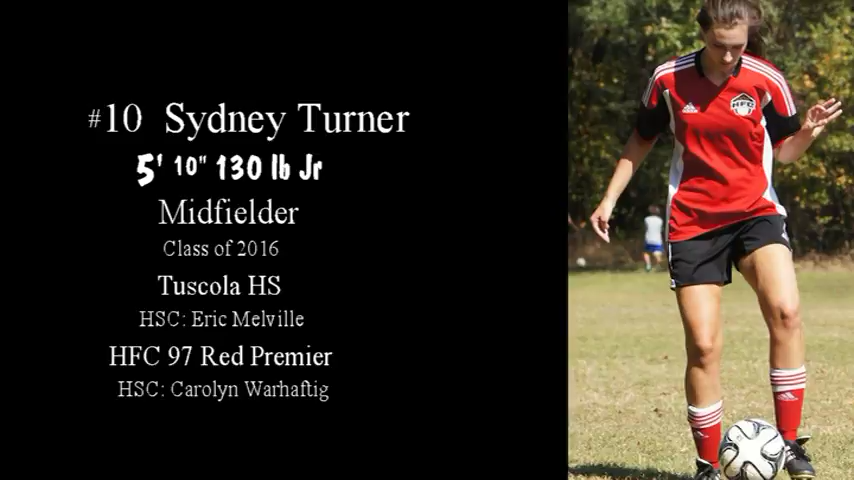 #10 Sydney Turner
5' 10" 130 lb Jr
Midfielder
Class of 2016
Tuscola HS
HSC: Eric Melville
HFC 97 Red Premier
HSC: Carolyn Warhaftig
HFC